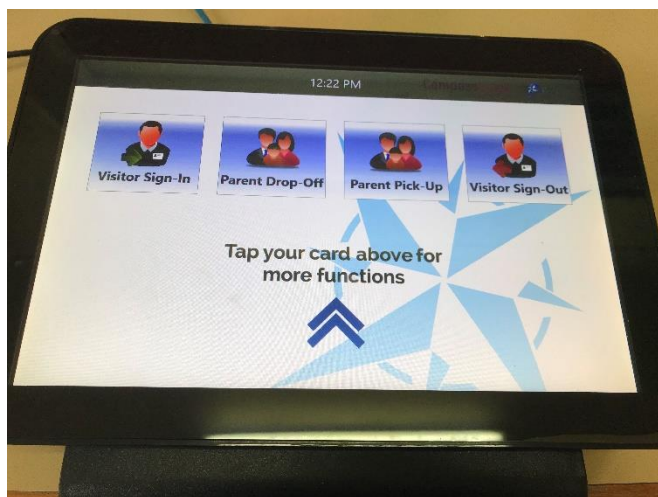 12:22 PM
Compass
Visitor Sign-In
Parent Drop-Off
Parent Pick-Up
Visitor Sign-Out
Tap your card above for
more functions